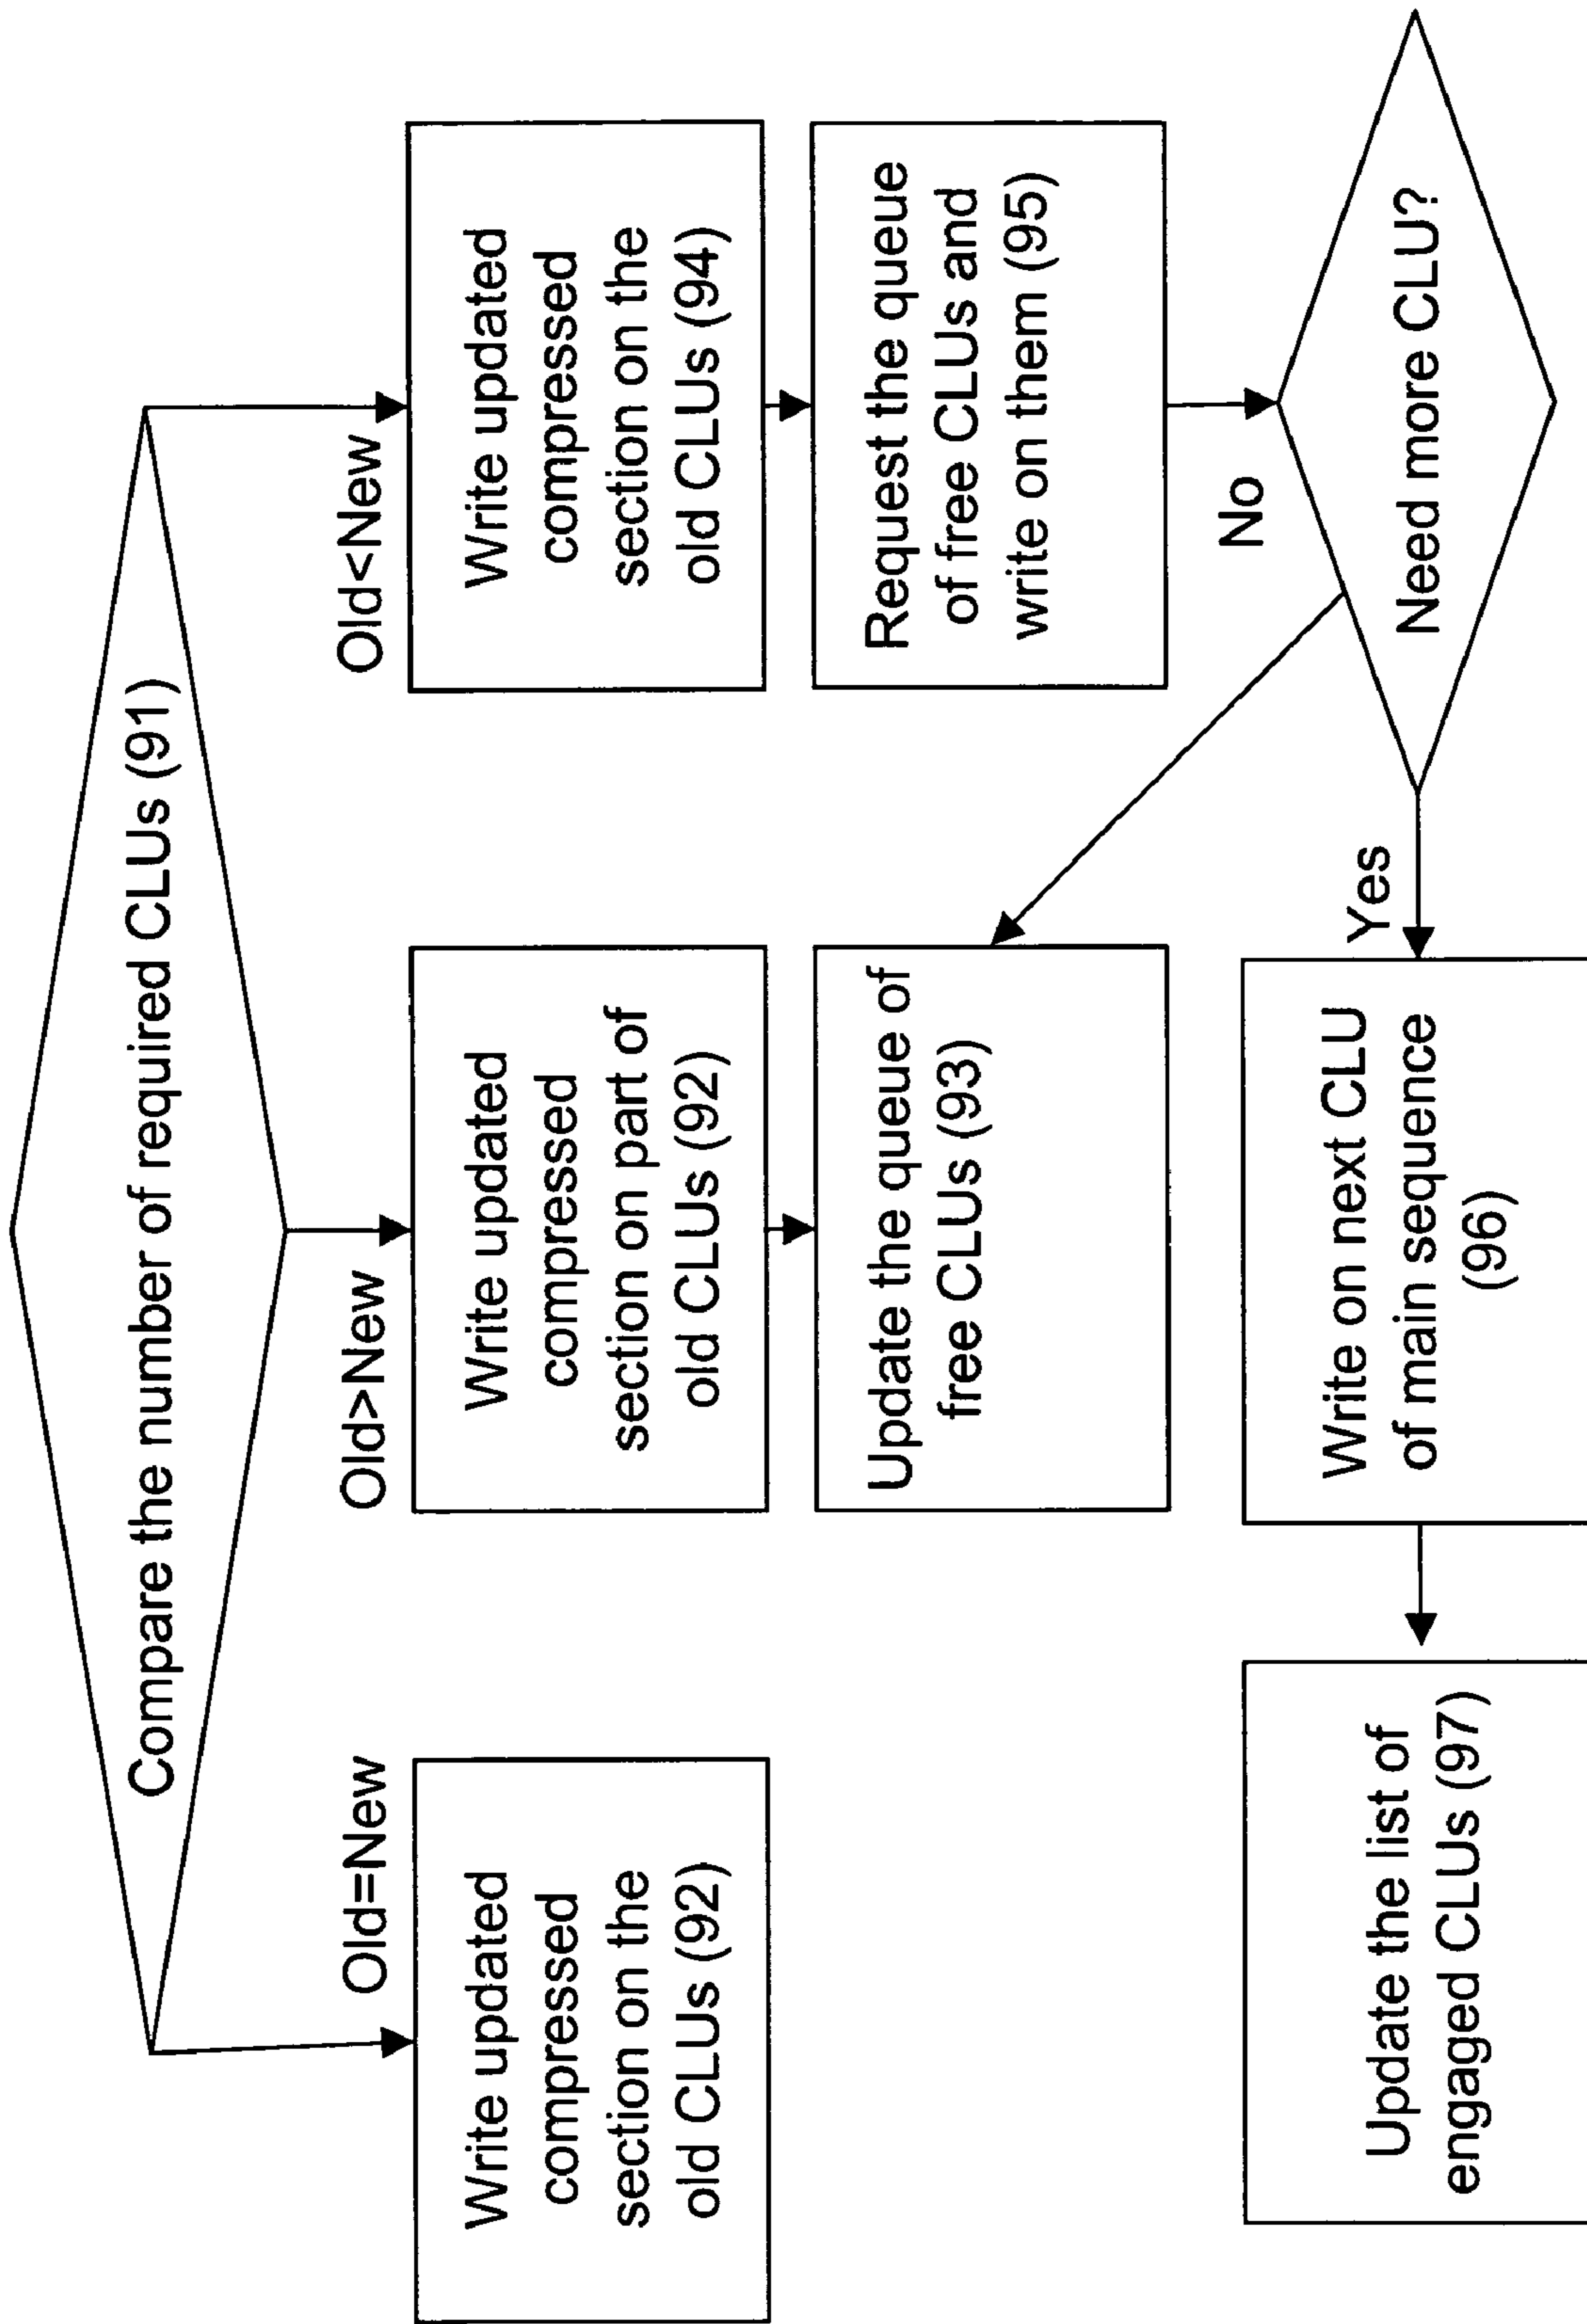 Compare the number of required CLUs (91)
Old=New
Old>New
Old<New
Write updated
compressed
section on the
old CLUs (92)
Write updated
compressed
section on part of
old CLUs (92)
Write updated
compressed
section on the
old CLUs (94)
Update the queue of
free CLUs (93)
Request the queue
of free CLUs and
write on them (95)
No
Yes
Need more CLU?
Update the list of
engaged CLUs (97)
Write on next CLU
of main sequence
(96)